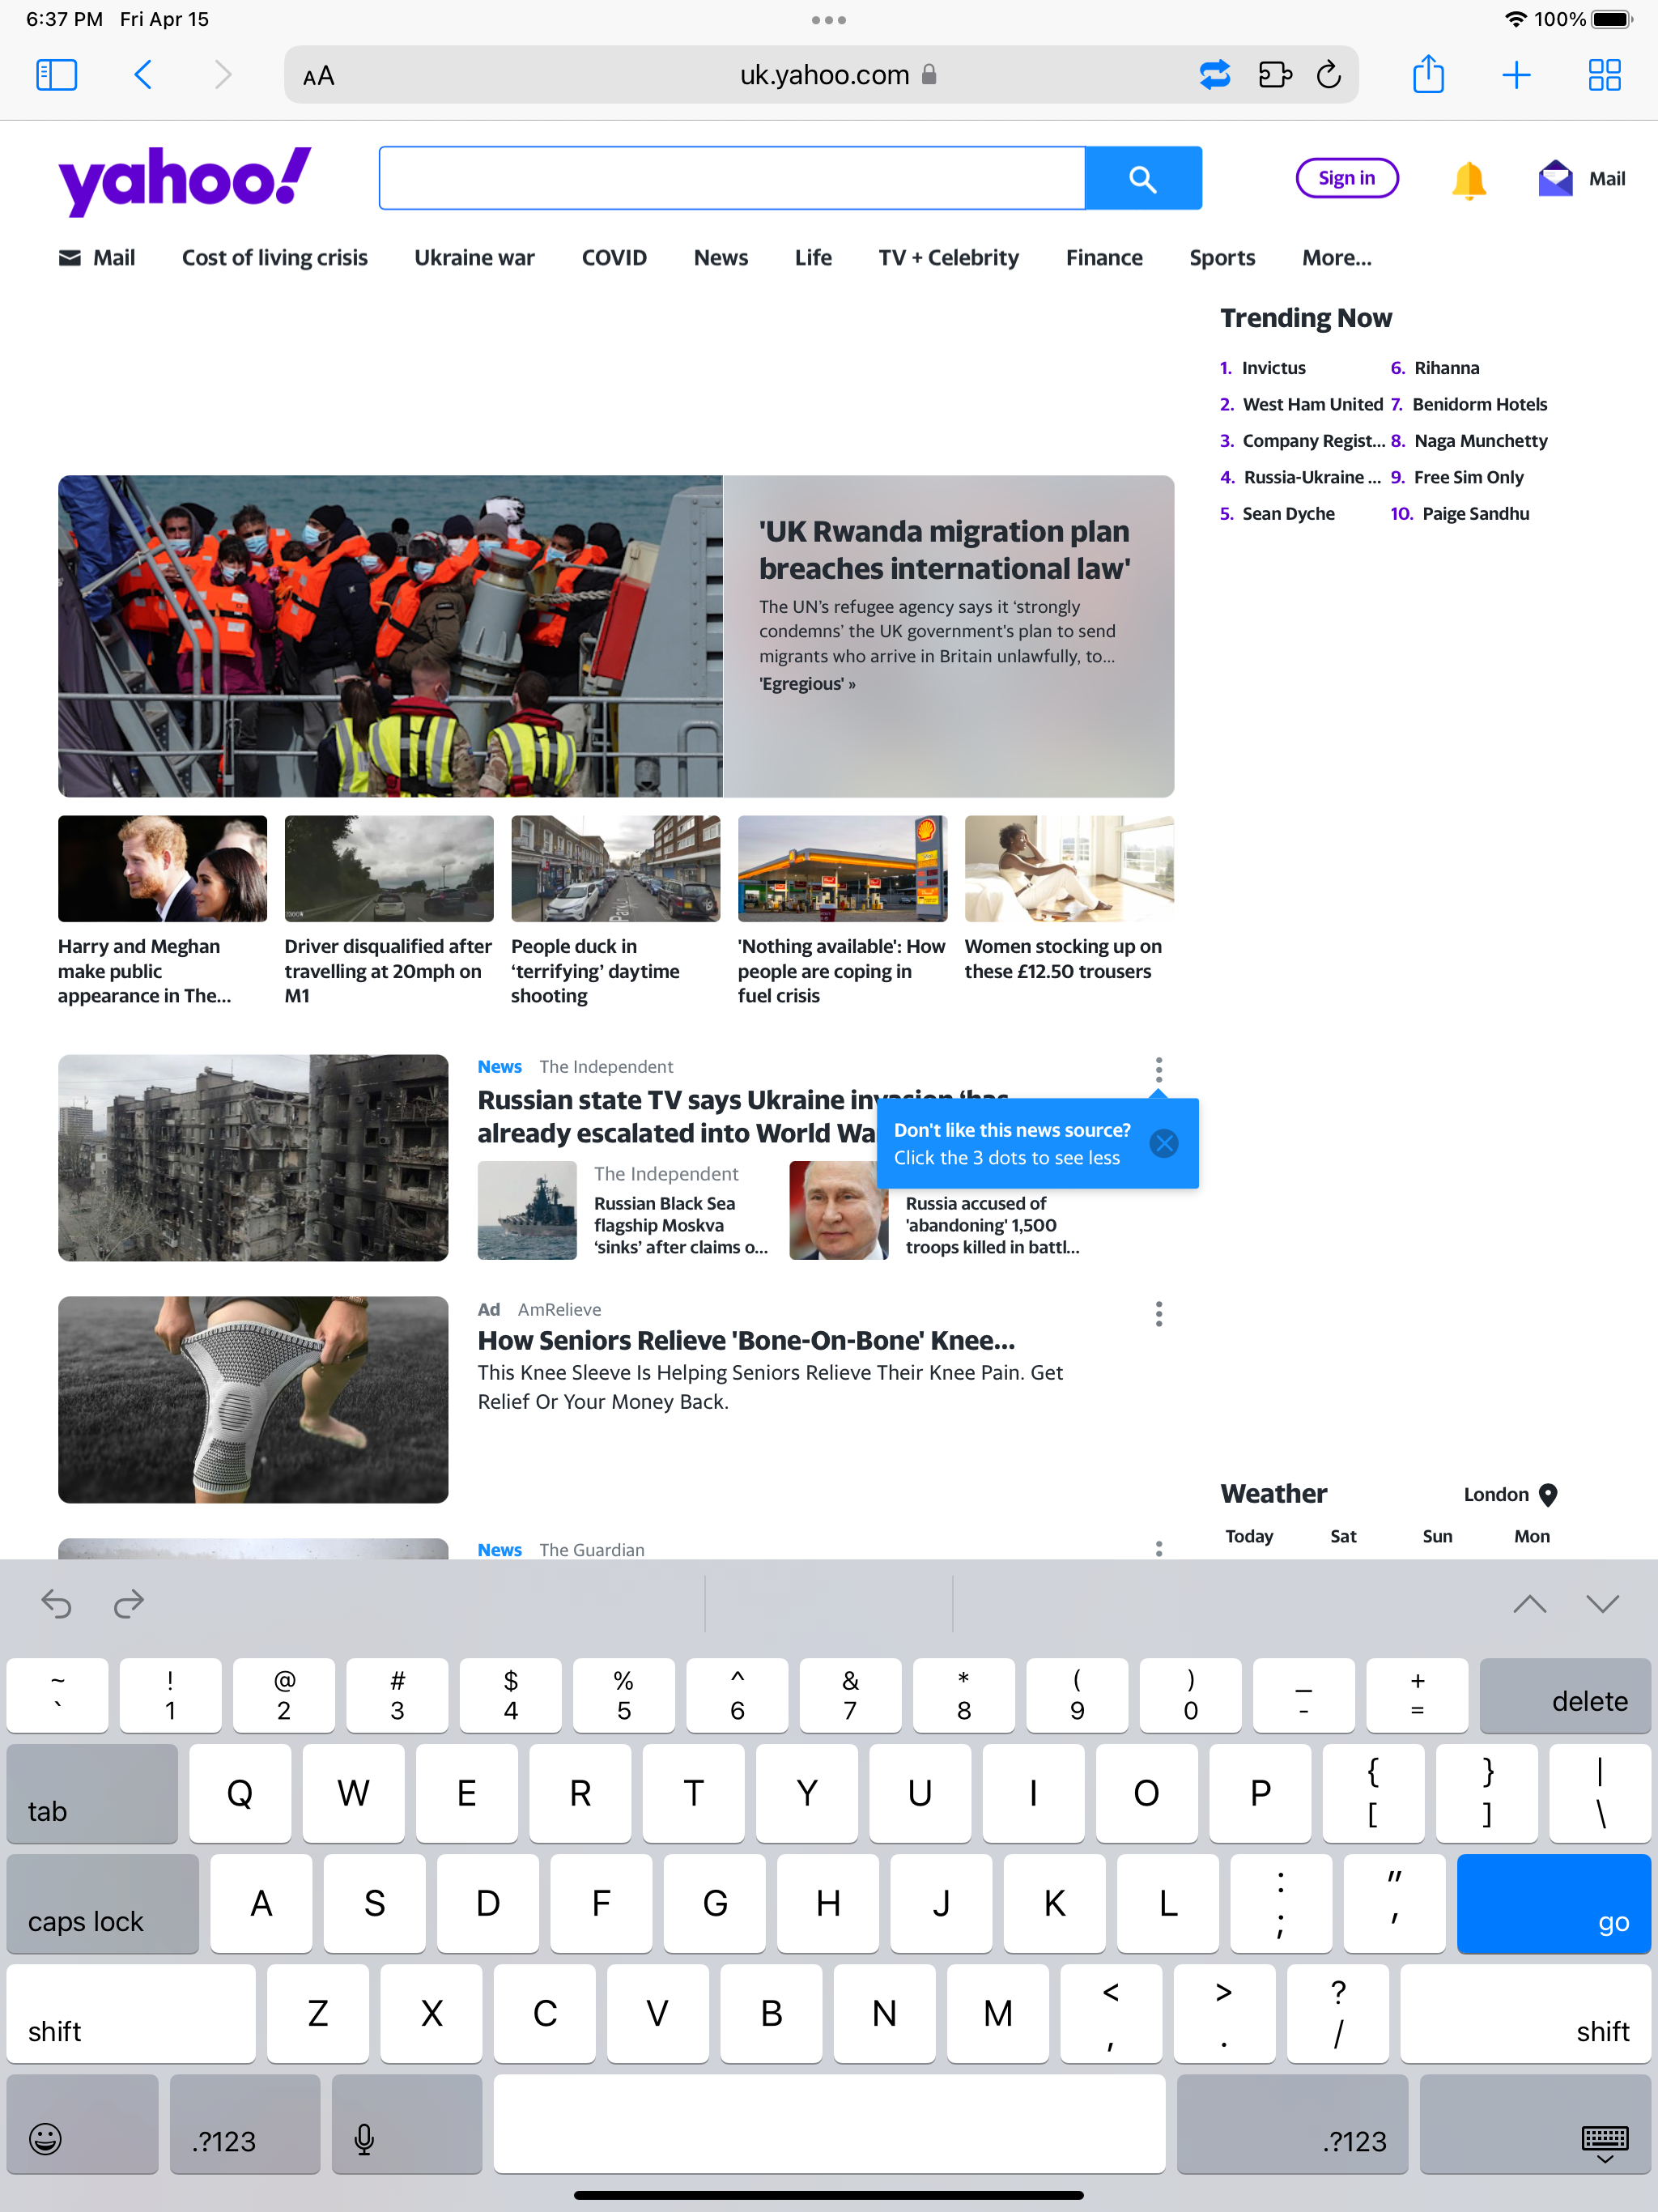 6:37 PM Fri Apr 15
100%
AA
uk.yahoo.com
yahoo!
Sign in
Mail
Mail
Cost of living crisis
Ukraine war
COVID
News
Life
TV + Celebrity
Finance
Sports
More...
Trending Now
1. Invictus
2. West Ham United
3. Company Regist...
4. Russia-Ukraine ...
5. Sean Dyche
6. Rihanna
7. Benidorm Hotels
8. Naga Munchetty
9. Free Sim Only
10. Paige Sandhu
'UK Rwanda migration plan
breaches international law'
The UN's refugee agency says it ‘strongly
condemns’ the UK government's plan to send
migrants who arrive in Britain unlawfully, to...
'Egregious' »
Harry and Meghan
make public
appearance in The...
Driver disqualified after
travelling at 20mph on
M1
People duck in
‘terrifying’ daytime
shooting
'Nothing available': How
people are coping in
fuel crisis
Women stocking up on
these £12.50 trousers
News The Independent
Russian state TV says Ukraine invasion ‘has
already escalated into World Wa
Don't like this news source?
Click the 3 dots to see less
The Independent
Russian Black Sea
flagship Moskva
‘sinks’ after claims o...
Russia accused of
'abandoning' 1,500
troops killed in battl...
Ad AmRelieve
How Seniors Relieve 'Bone-On-Bone' Knee...
This Knee Sleeve Is Helping Seniors Relieve Their Knee Pain. Get
Relief Or Your Money Back.
Weather
London
Today Sat Sun Mon
News The Guardian
~ ! @ # $ % ^ & * ( ) _ +
` 1 2 3 4 5 6 7 8 9 0 - = delete
tab Q W E R T Y U I O P { [ } ] | \
caps lock A S D F G H J K L : ; " ' go
shift Z X C V B N M < , > . ? / shift
.?123 .?123